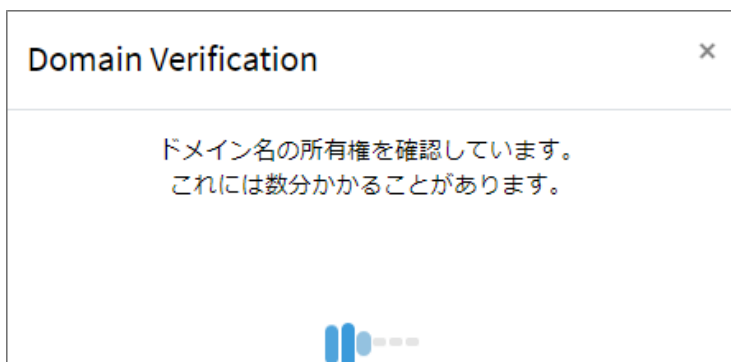 Domain Verification ×
ドメイン名の所有権を確認しています。
これには数分かかることがあります。